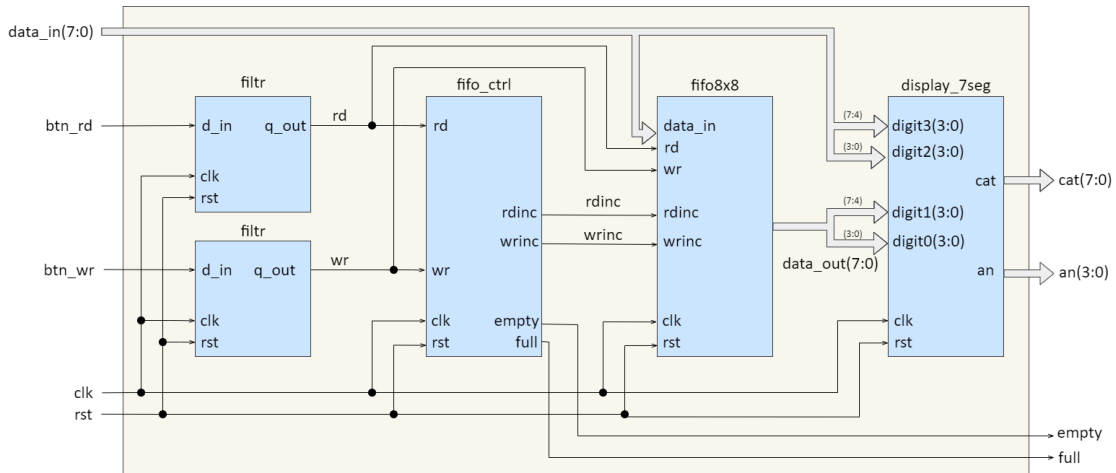 data_in(7:0)
filtr
fifo_ctrl
fifo8x8
display_7seg
btn_rd
d_in
q_out
rd
rd
data_in
rd
wr
(7:4)
digit3(3:0)
(3:0)
digit2(3:0)
clk
rst
cat
cat(7:0)
rdinc
rdinc
rdinc
wrinc
wrinc
wrinc
(7:4)
digit1(3:0)
(3:0)
digit0(3:0)
data_out(7:0)
filtr
btn_wr
d_in
q_out
wr
wr
an
an(3:0)
clk
rst
clk
rst
empty
full
clk
rst
clk
rst
clk
rst
empty
full